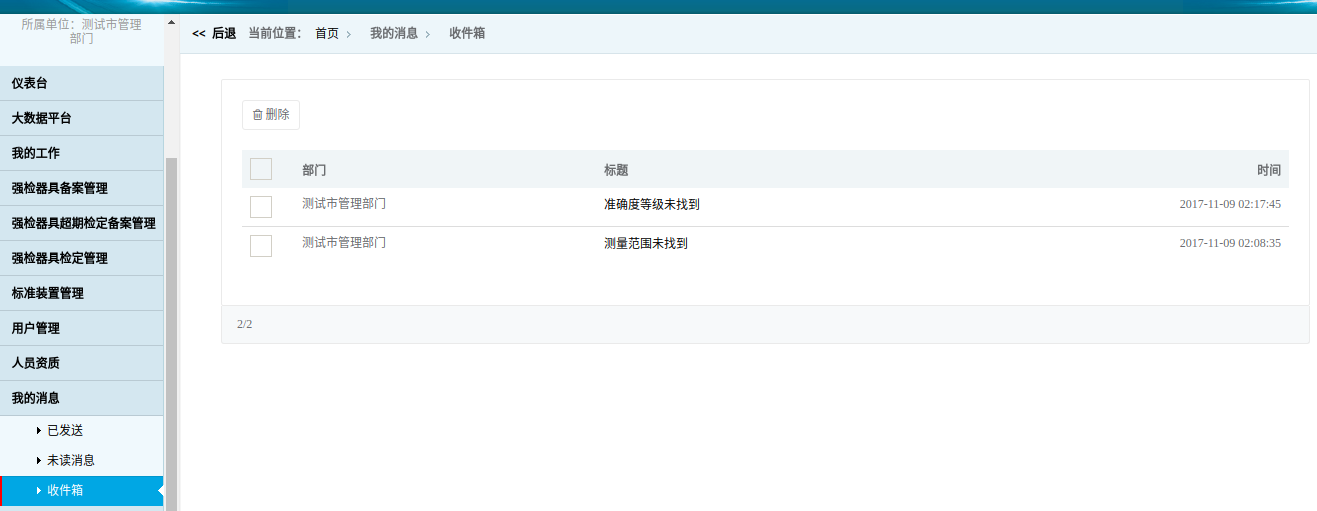 所属单位：测试市管理
部门
仪表台
大数据平台
我的工作
强检器具备案管理
强检器具超期检定备案管理
强检器具检定管理
标准装置管理
用户管理
人员资质
我的消息
已发送
未读消息
收件箱
<< 后退 当前位置： 首页 > 我的消息 > 收件箱
删除
部门 标题 时间
测试市管理部门 准确度等级未找到 2017-11-09 02:17:45
测试市管理部门 测量范围未找到 2017-11-09 02:08:35
2/2